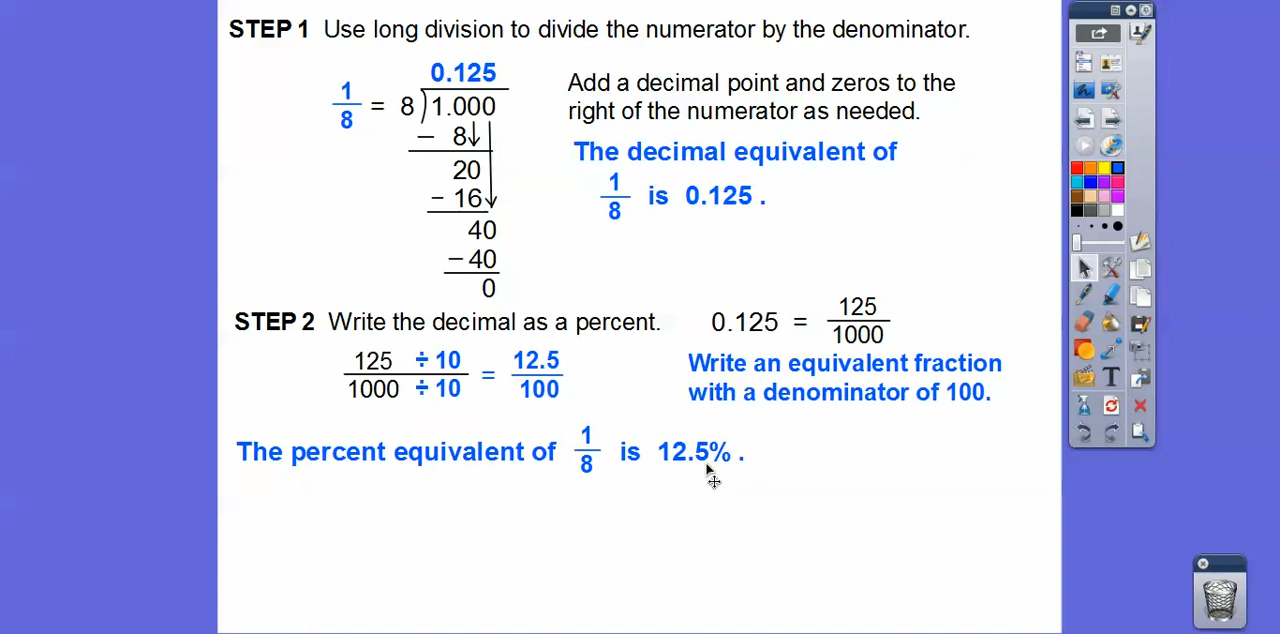 STEP 1 Use long division to divide the numerator by the denominator.
0.125
1/8 = 8)1.000
− 8
20
− 16
40
− 40
0
Add a decimal point and zeros to the
right of the numerator as needed.
The decimal equivalent of
1/8 is 0.125 .
STEP 2 Write the decimal as a percent.
0.125 = 125/1000
125 ÷ 10 / 1000 ÷ 10 = 12.5/100
Write an equivalent fraction
with a denominator of 100.
The percent equivalent of 1/8 is 12.5% .